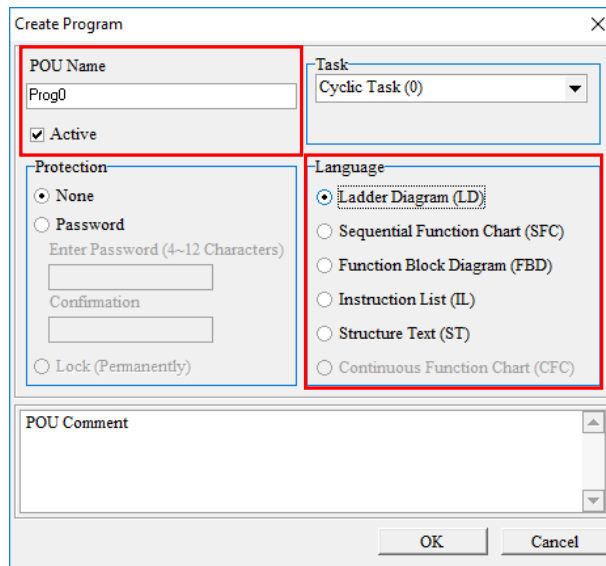 Create Program
POU Name
Prog0
Active
Task
Cyclic Task (0)
Protection
None
Password
Enter Password (4~12 Characters)
Confirmation
Lock (Permanently)
Language
Ladder Diagram (LD)
Sequential Function Chart (SFC)
Function Block Diagram (FBD)
Instruction List (IL)
Structure Text (ST)
Continuous Function Chart (CFC)
POU Comment
OK
Cancel